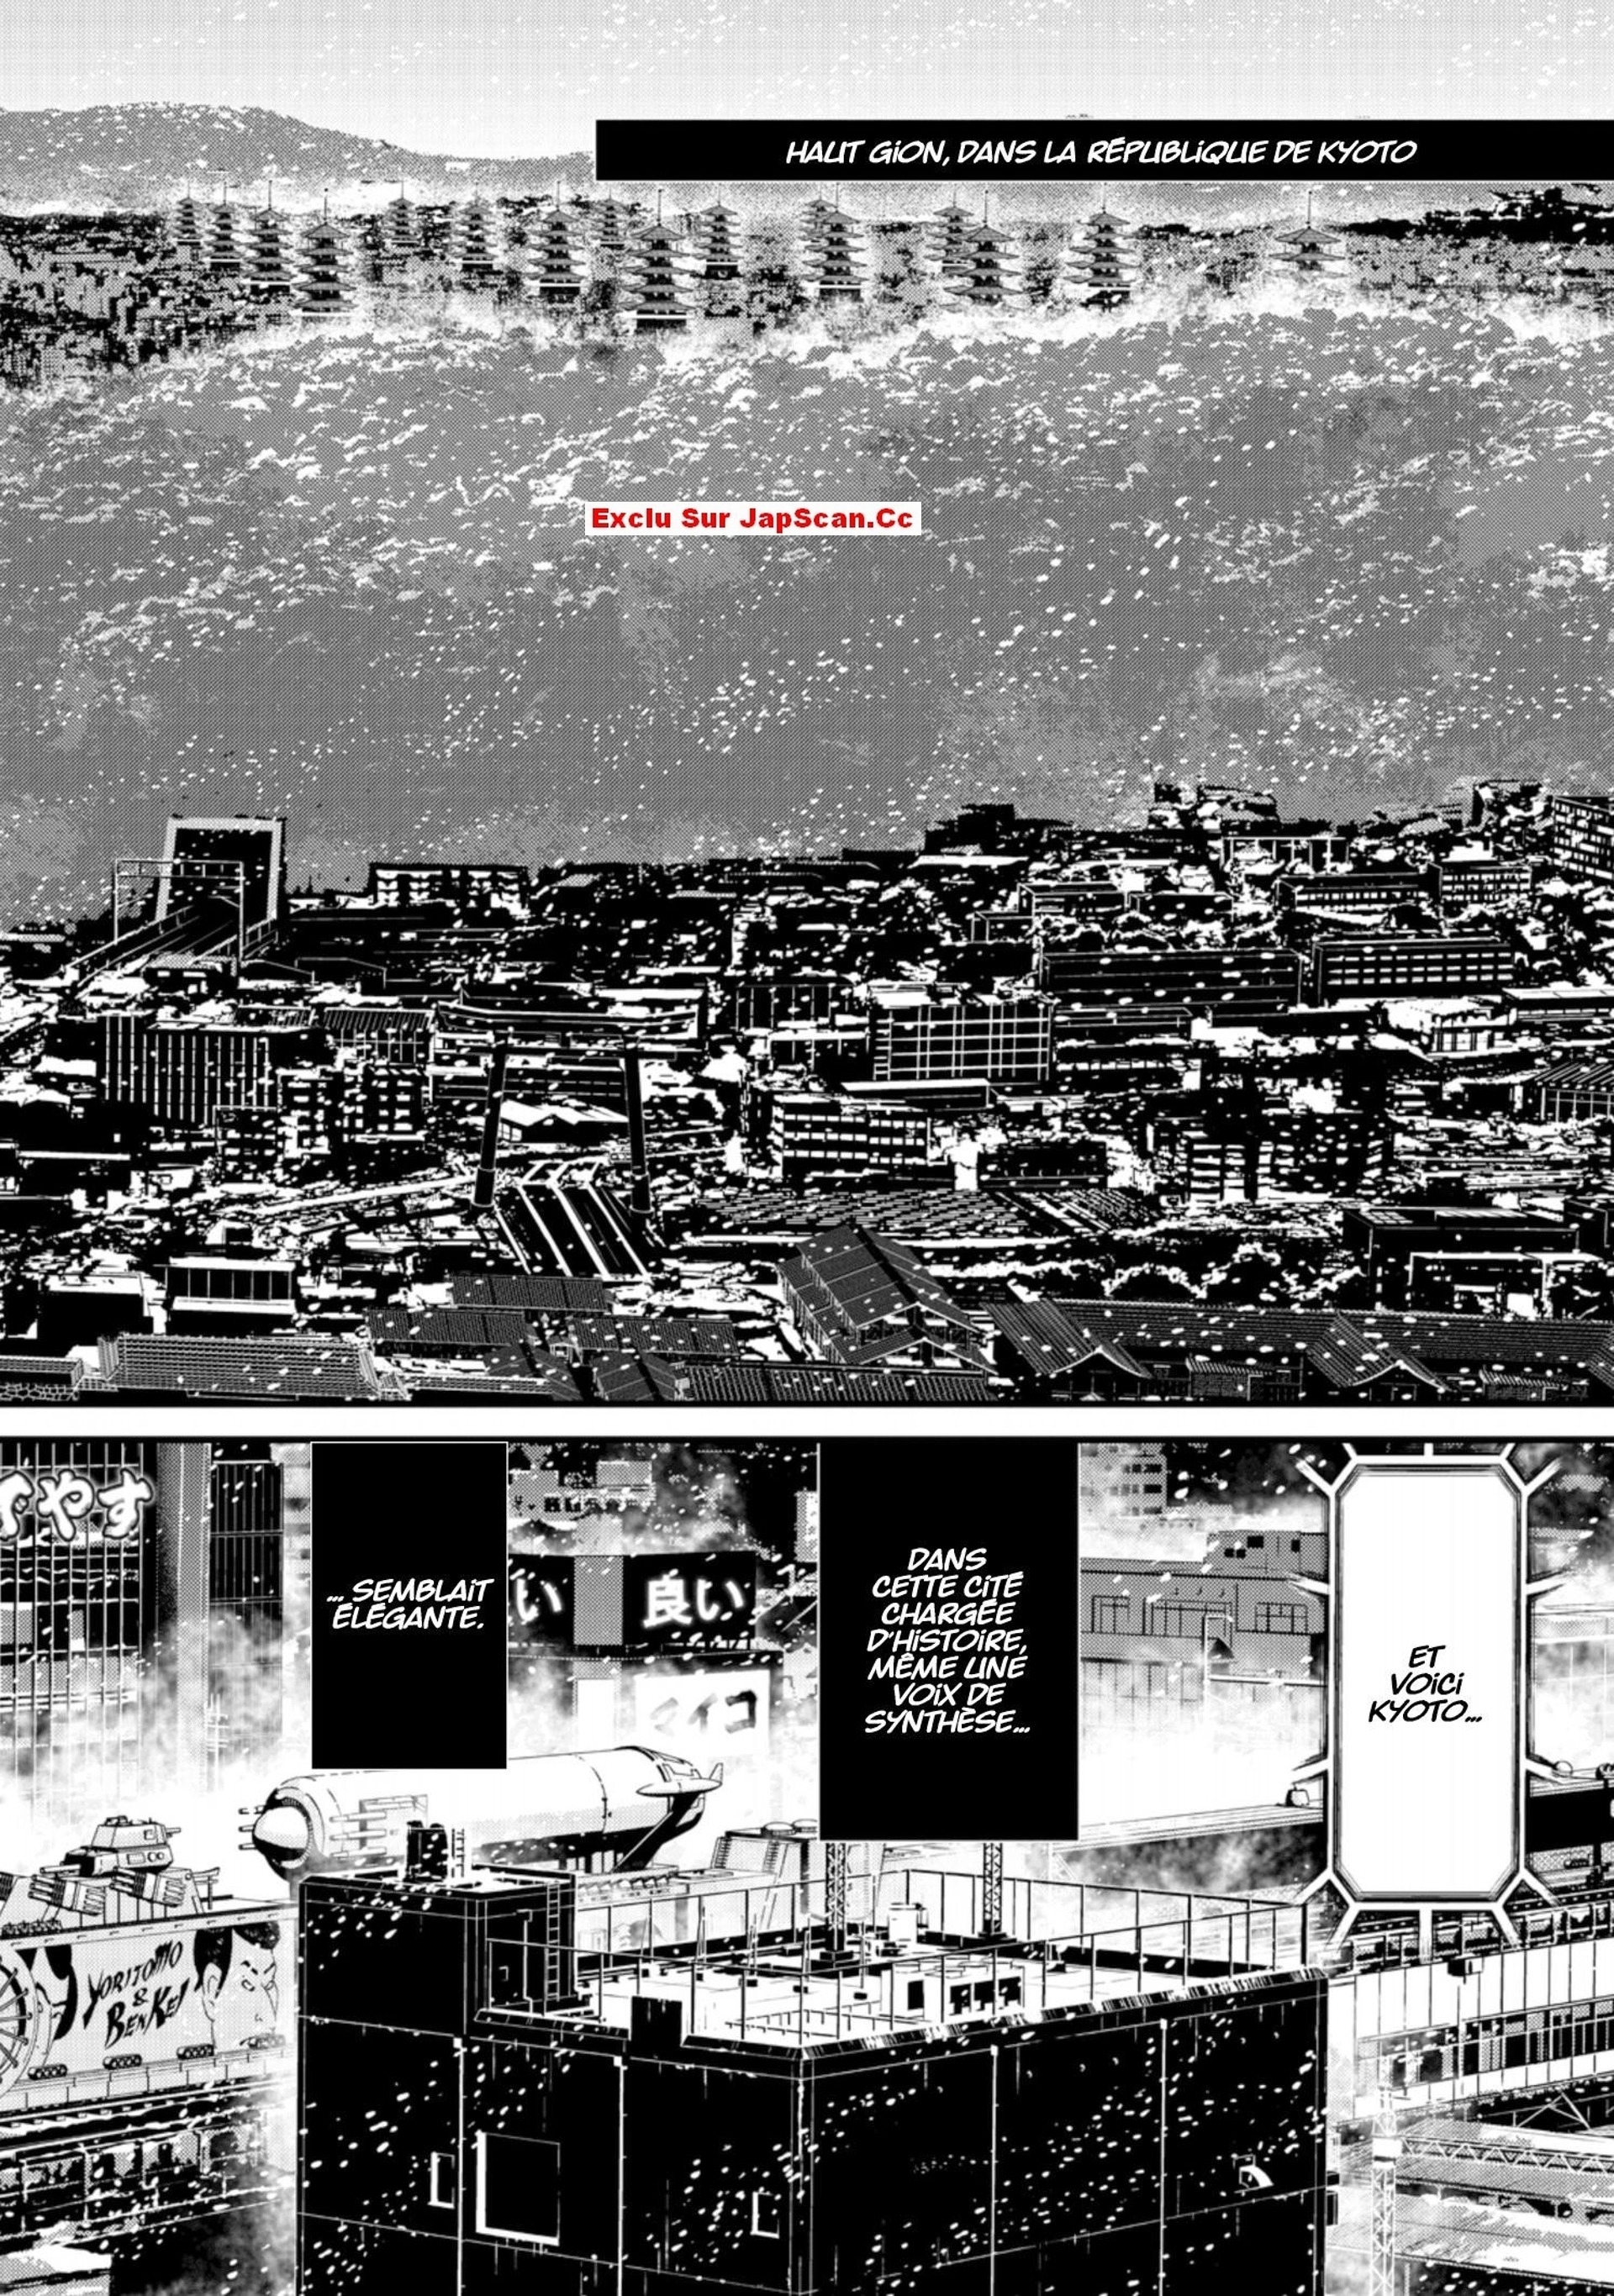 HAUT GION, DANS LA RÉPUBLIQUE DE KYOTO
Exclu Sur JapScan.Cc
ET
VOICI
KYOTO...
DANS
CETTE CITÉ
CHARGÉE
D'HISTOIRE,
MÊME UNE
VOIX DE
SYNTHÈSE...
... SEMBLAIT
ÉLÉGANTE.
やす
い
良い
マイコ
YORITOMO
&
BENKEI